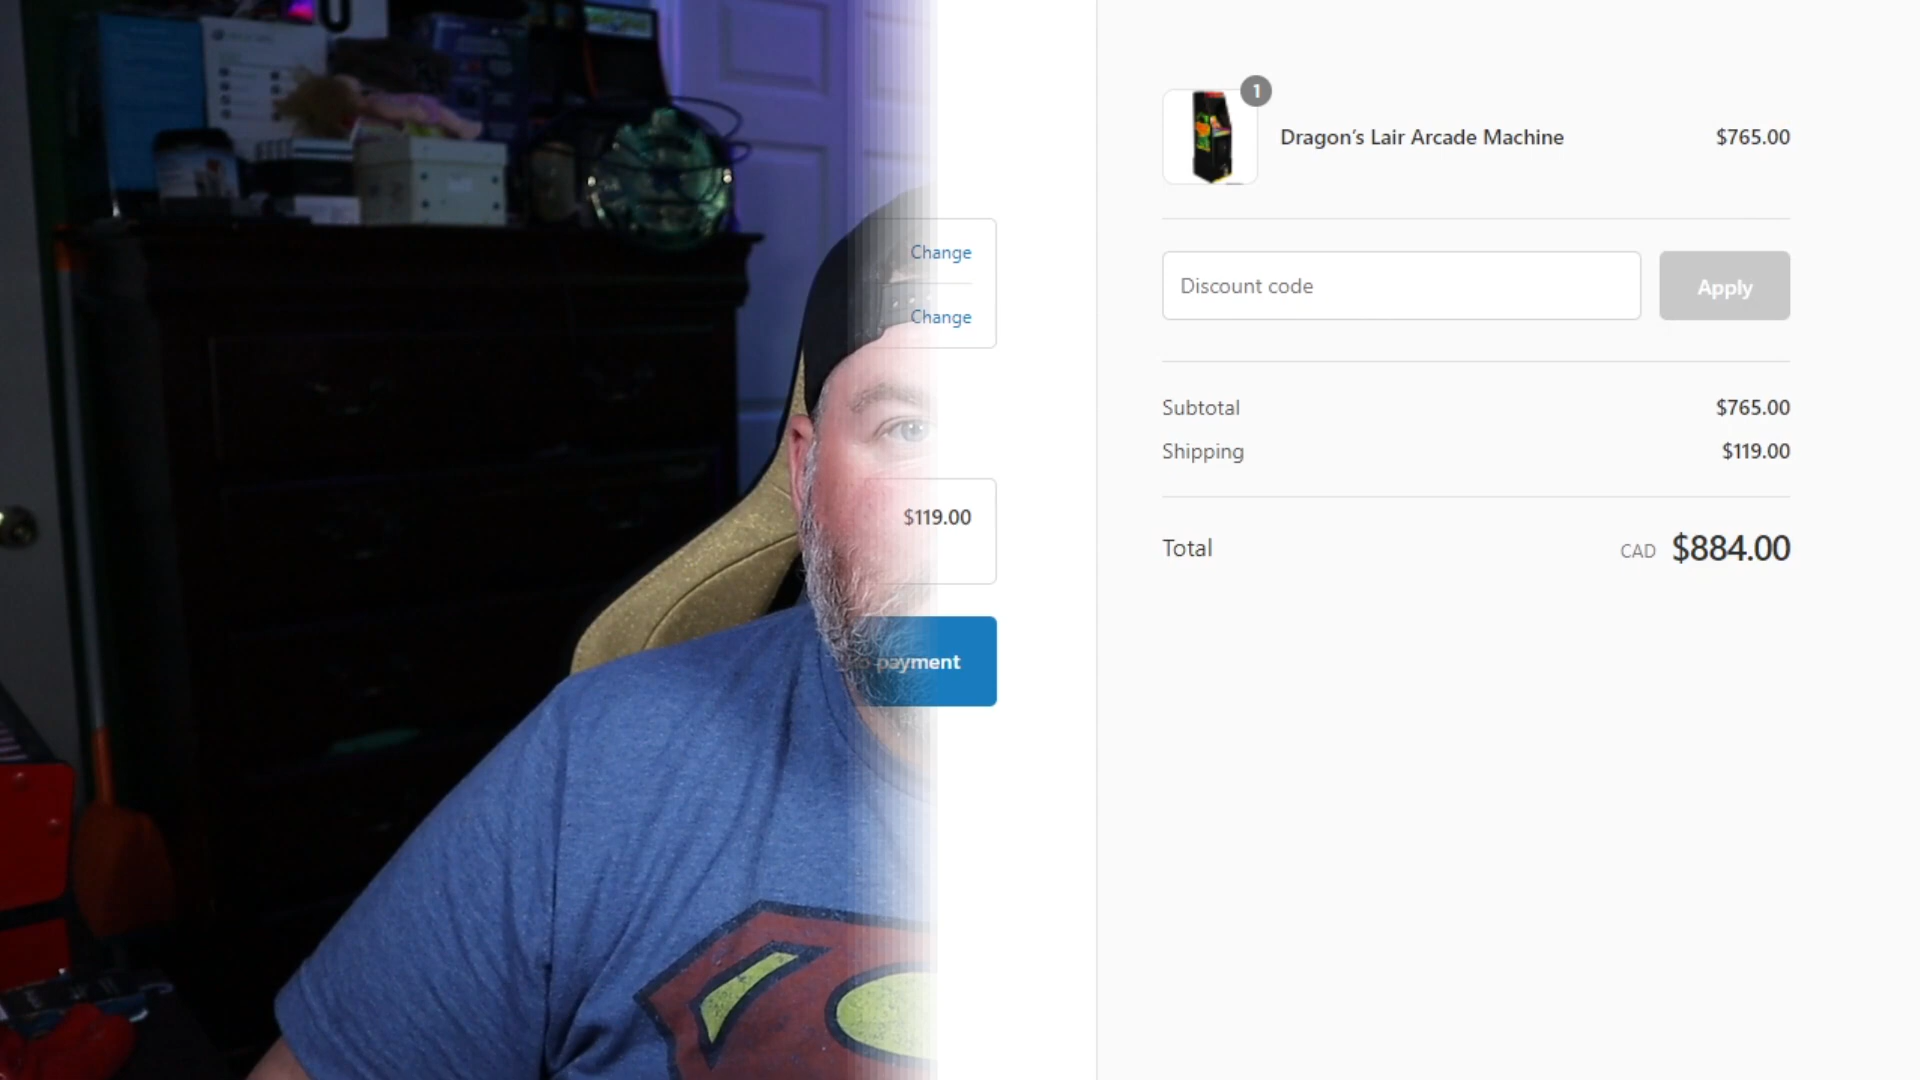 Change
Change
$119.00
payment
1
Dragon’s Lair Arcade Machine
$765.00
Discount code
Apply
Subtotal
$765.00
Shipping
$119.00
Total
CAD $884.00